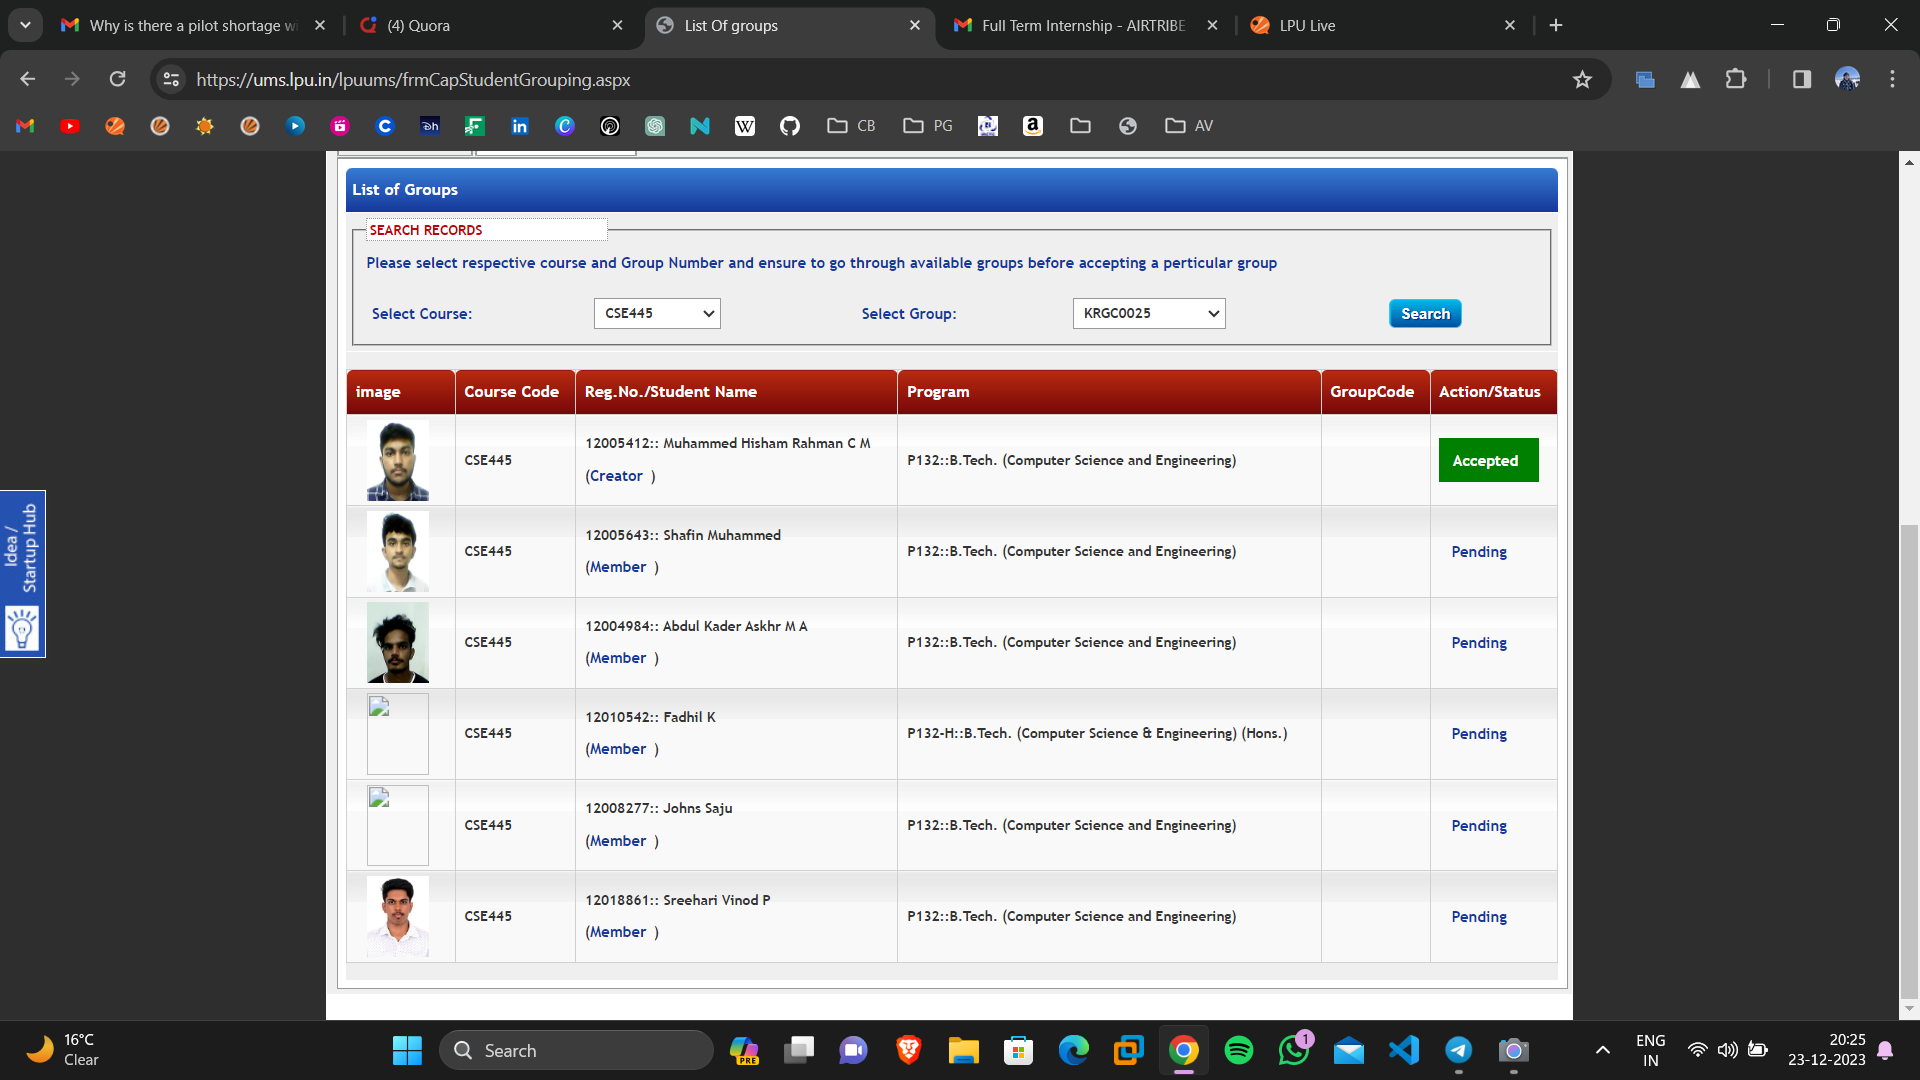 Why is there a pilot shortage wi
(4) Quora
List Of groups
Full Term Internship - AIRTRIBE
LPU Live
https://ums.lpu.in/lpuums/frmCapStudentGrouping.aspx
CB
PG
AV
List of Groups
SEARCH RECORDS
Please select respective course and Group Number and ensure to go through available groups before accepting a perticular group
Select Course:
CSE445
Select Group:
KRGC0025
Search
image
Course Code
Reg.No./Student Name
Program
GroupCode
Action/Status
CSE445
12005412:: Muhammed Hisham Rahman C M
(Creator )
P132::B.Tech. (Computer Science and Engineering)
Accepted
CSE445
12005643:: Shafin Muhammed
(Member )
P132::B.Tech. (Computer Science and Engineering)
Pending
CSE445
12004984:: Abdul Kader Askhr M A
(Member )
P132::B.Tech. (Computer Science and Engineering)
Pending
CSE445
12010542:: Fadhil K
(Member )
P132-H::B.Tech. (Computer Science & Engineering) (Hons.)
Pending
CSE445
12008277:: Johns Saju
(Member )
P132::B.Tech. (Computer Science and Engineering)
Pending
CSE445
12018861:: Sreehari Vinod P
(Member )
P132::B.Tech. (Computer Science and Engineering)
Pending
Idea /
Startup Hub
16°C
Clear
Search
PRE
1
ENG
IN
20:25
23-12-2023